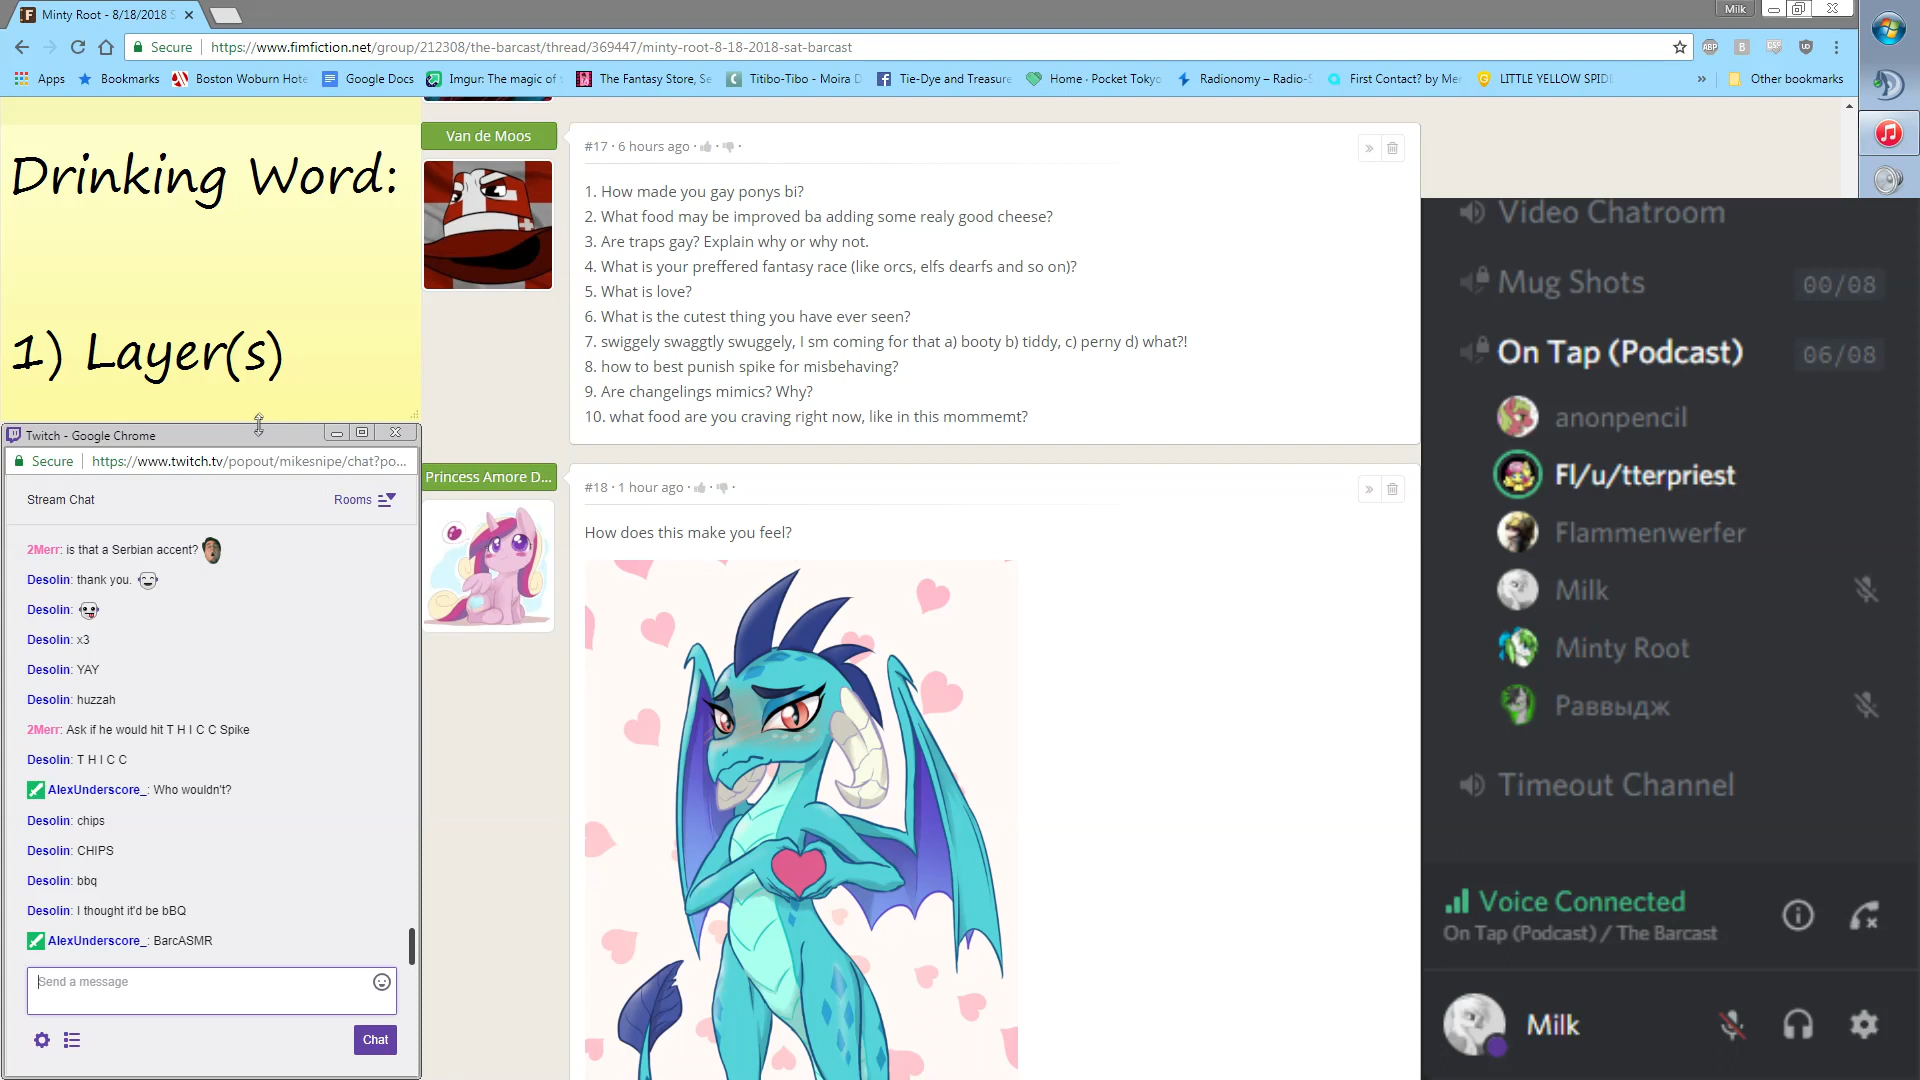 Minty Root - 8/18/2018 S
Milk
Secure
https://www.fimfiction.net/group/212308/the-barcast/thread/369447/minty-root-8-18-2018-sat-barcast
ABP
B
Apps
Bookmarks
Boston Woburn Hote
Google Docs
Imgur: The magic of
The Fantasy Store, Se
Titibo-Tibo - Moira D
Tie-Dye and Treasure
Home · Pocket Tokyo
Radionomy – Radio-S
First Contact? by Mer
LITTLE YELLOW SPID
»
Other bookmarks
Drinking Word:
1) Layer(s)
Twitch - Google Chrome
Secure
https://www.twitch.tv/popout/mikesnipe/chat?po...
Stream Chat
Rooms
2Merr: is that a Serbian accent?
Desolin: thank you.
Desolin:
Desolin: x3
Desolin: YAY
Desolin: huzzah
2Merr: Ask if he would hit T H I C C Spike
Desolin: T H I C C
AlexUnderscore_: Who wouldn't?
Desolin: chips
Desolin: CHIPS
Desolin: bbq
Desolin: I thought it'd be bBQ
AlexUnderscore_: BarcASMR
Send a message
Chat
Van de Moos
#17 · 6 hours ago · · ·
1. How made you gay ponys bi?
2. What food may be improved ba adding some realy good cheese?
3. Are traps gay? Explain why or why not.
4. What is your preffered fantasy race (like orcs, elfs dearfs and so on)?
5. What is love?
6. What is the cutest thing you have ever seen?
7. swiggely swaggtly swuggely, I sm coming for that a) booty b) tiddy, c) perny d) what?!
8. how to best punish spike for misbehaving?
9. Are changelings mimics? Why?
10. what food are you craving right now, like in this mommemt?
Princess Amore D...
#18 · 1 hour ago · · ·
How does this make you feel?
Video Chatroom
Mug Shots
00/08
On Tap (Podcast)
06/08
anonpencil
Fl/u/tterpriest
Flammenwerfer
Milk
Minty Root
Раввыдж
Timeout Channel
Voice Connected
On Tap (Podcast) / The Barcast
Milk